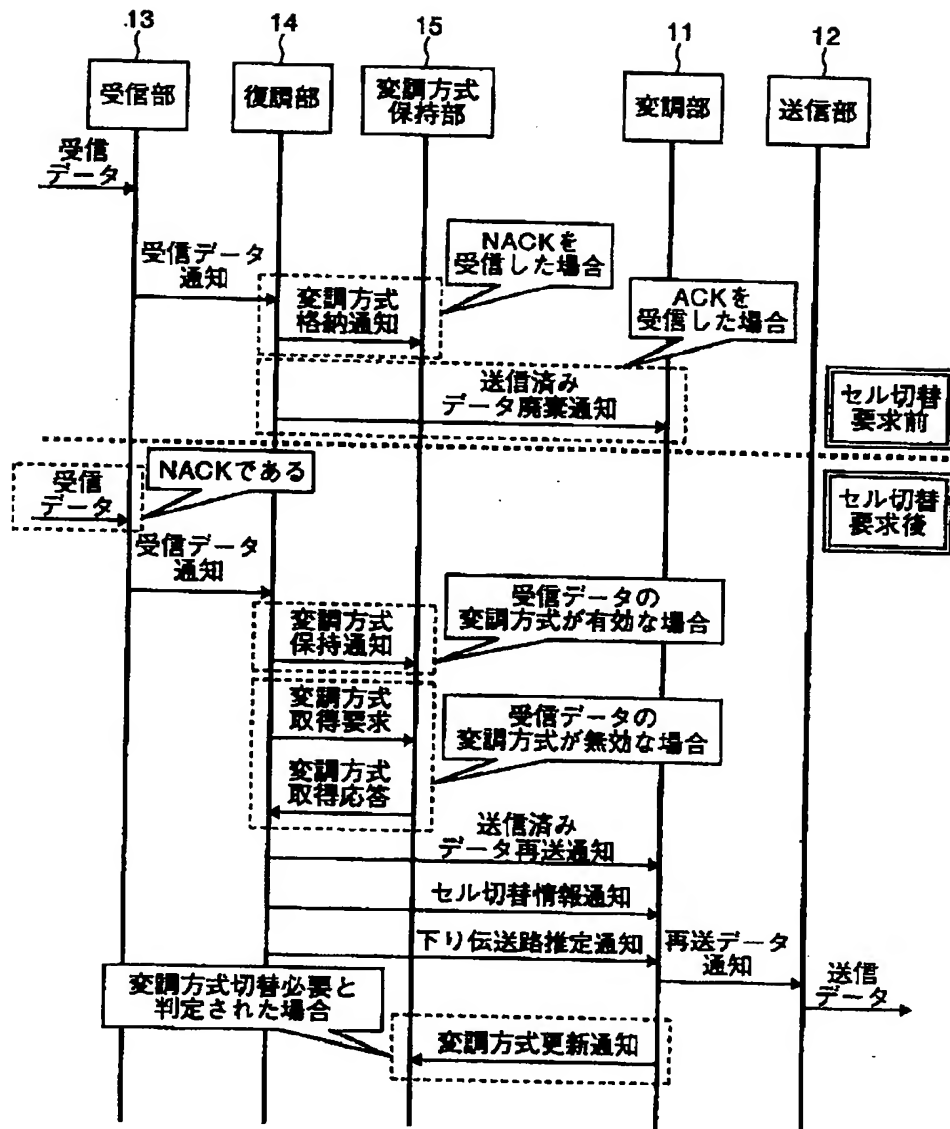 13
14
15
11
12
受信部
復調部
変調方式
保持部
変調部
送信部
受信
データ
受信データ
通知
NACKを
受信した場合
変調方式
格納通知
ACKを
受信した場合
送信済み
データ廃棄通知
セル切替
要求前
受信
データ
NACKである
セル切替
要求後
受信データ
通知
変調方式
保持通知
受信データの
変調方式が有効な場合
変調方式
取得要求
受信データの
変調方式が無効な場合
変調方式
取得応答
送信済み
データ再送通知
セル切替情報通知
下り伝送路推定通知
再送データ
通知
送信
データ
変調方式切替必要と
判定された場合
変調方式更新通知